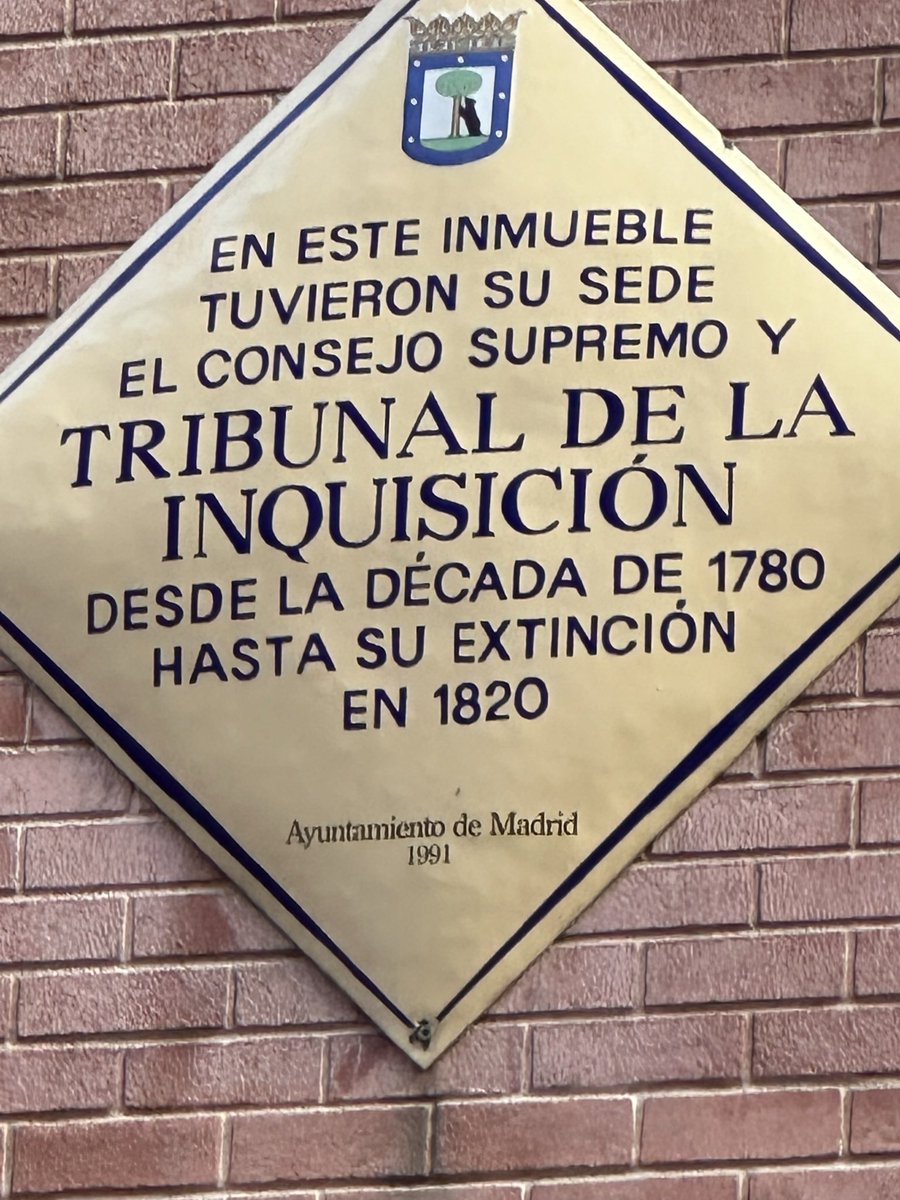 EN ESTE INMUEBLE
TUVIERON SU SEDE
EL CONSEJO SUPREMO Y
TRIBUNAL DE LA
INQUISICIÓN
DESDE LA DÉCADA DE 1780
HASTA SU EXTINCIÓN
EN 1820
Ayuntamiento de Madrid
1991